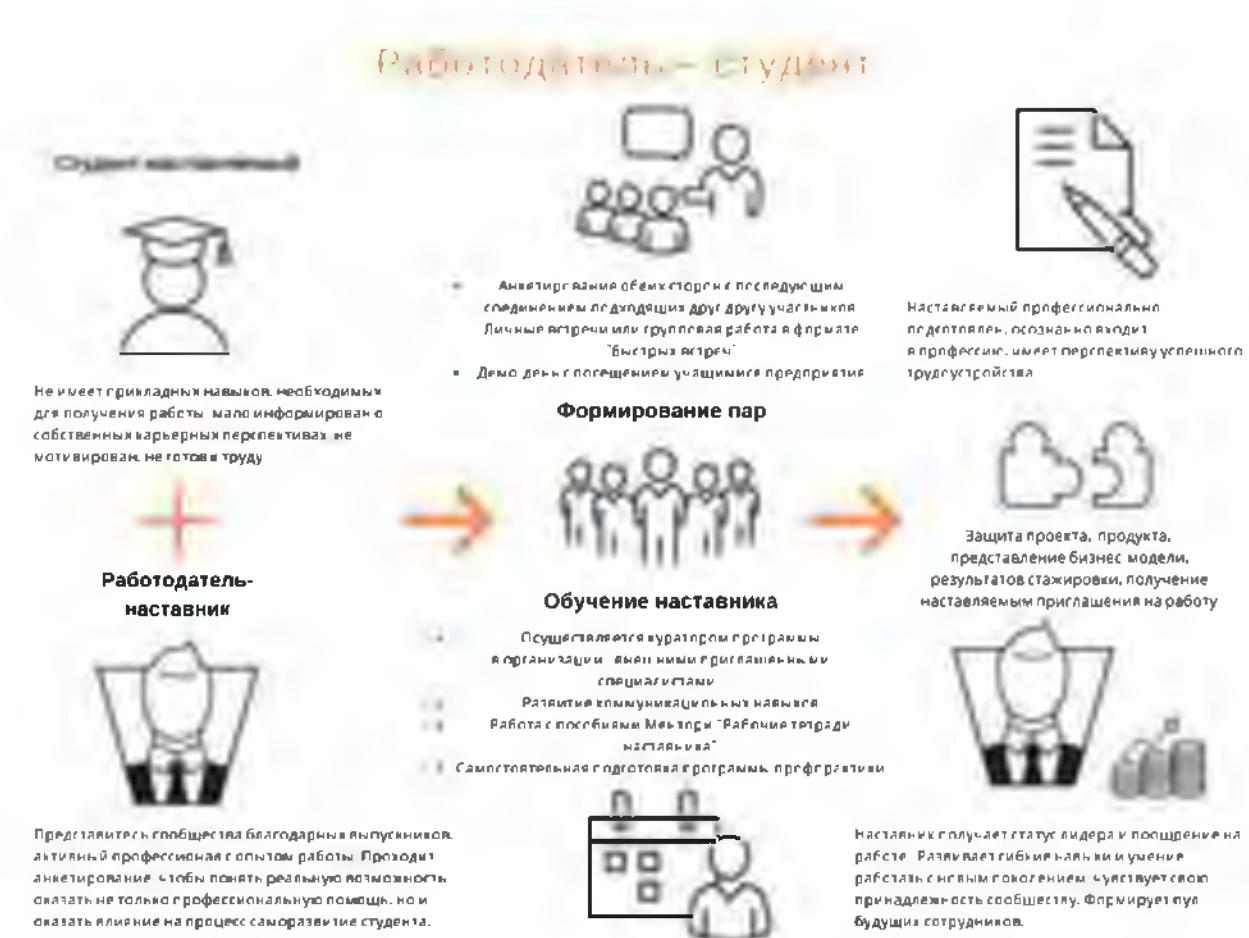 Работодатель – студент
Студент наставляемый
Не имеет прикладных навыков, необходимых
для получения работы, мало информирован о
собственных карьерных перспективах, не
мотивирован, не готов к труду
Работодатель-
наставник
Представитель сообщества благодарных выпускников,
активный профессионал с опытом работы. Проходит
анкетирование, чтобы понять реальную возможность
оказать не только профессиональную помощь, но и
оказать влияние на процесс саморазвитие студента.
Анкетирование обеих сторон с последующим
соединением подходящих друг другу участников
Личные встречи или групповая работа в формате
"быстрых встреч"
Демо день с посещением учащимися предприятия
Формирование пар
Обучение наставника
Осуществляется куратором программы
в организации, внешними приглашенными
специалистами
Развитие коммуникационных навыков
Работа с пособиями Ментори "Рабочие тетради
наставника"
Самостоятельная подготовка программы профпрактики
Наставляемый профессионально
подготовлен, осознанно входит
в профессию, имеет перспективу успешного
трудоустройства
Защита проекта, продукта,
представление бизнес модели,
результатов стажировки, получение
наставляемым приглашения на работу
Наставник получает статус лидера и поощрение на
работе. Развивает гибкие навыки и умение
работать с новым поколением, чувствует свою
принадлежность сообществу. Формирует пул
будущих сотрудников.